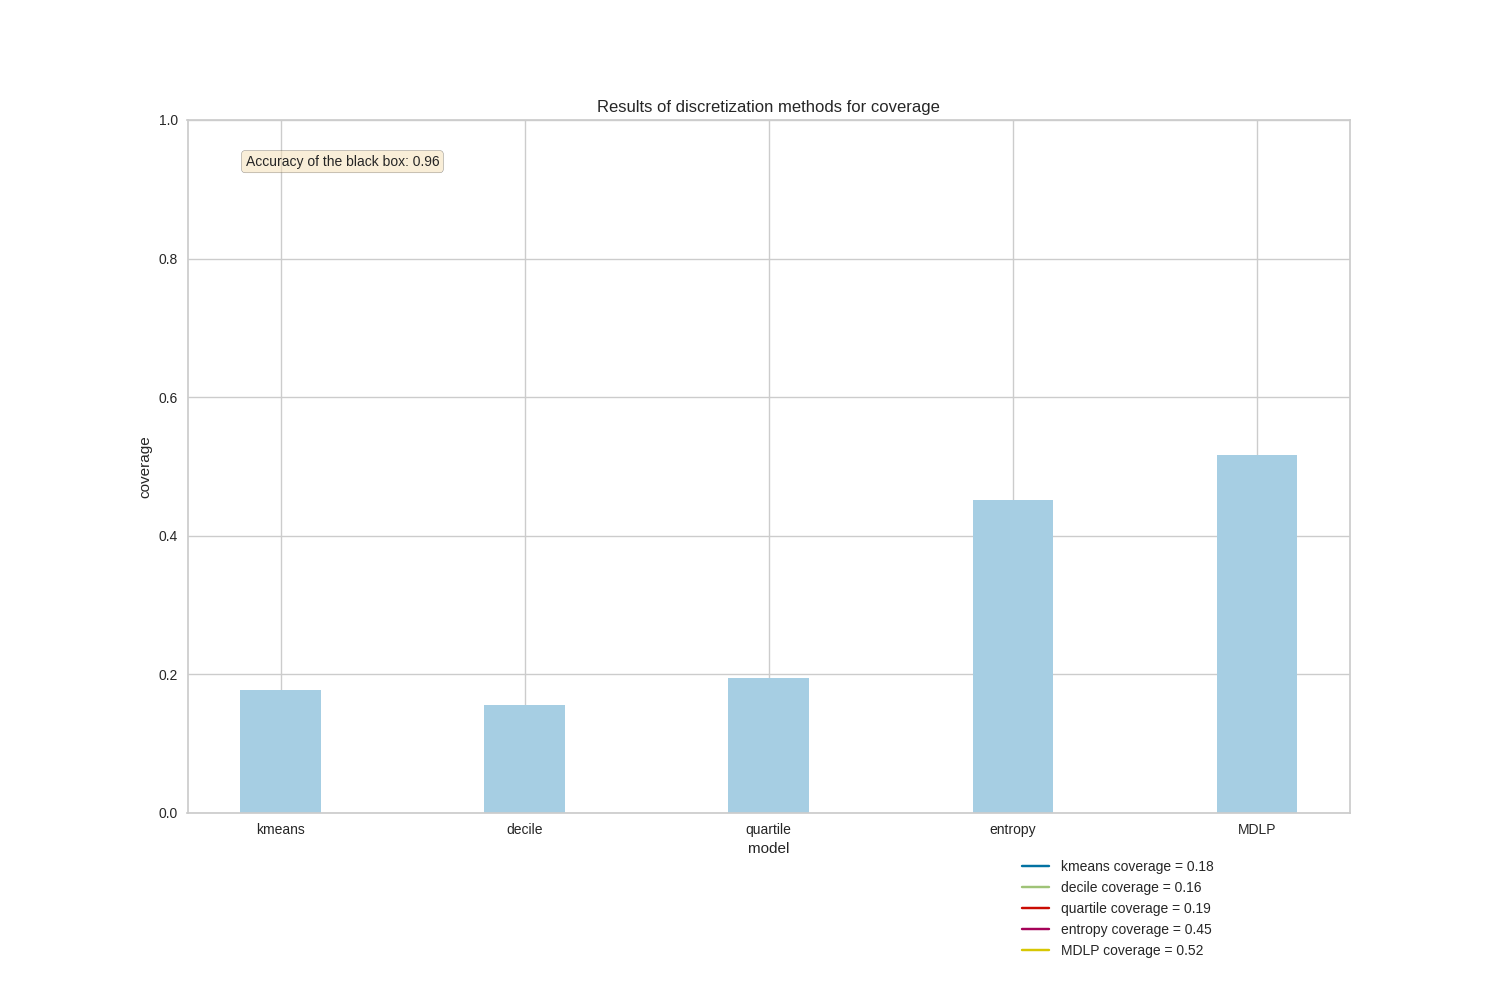 Results of discretization methods for coverage
1.0
Accuracy of the black box: 0.96
0.8
0.6
coverage
0.4
0.2
0.0
kmeans decile quartile entropy MDLP
model
kmeans coverage = 0.18
decile coverage = 0.16
quartile coverage = 0.19
entropy coverage = 0.45
MDLP coverage = 0.52